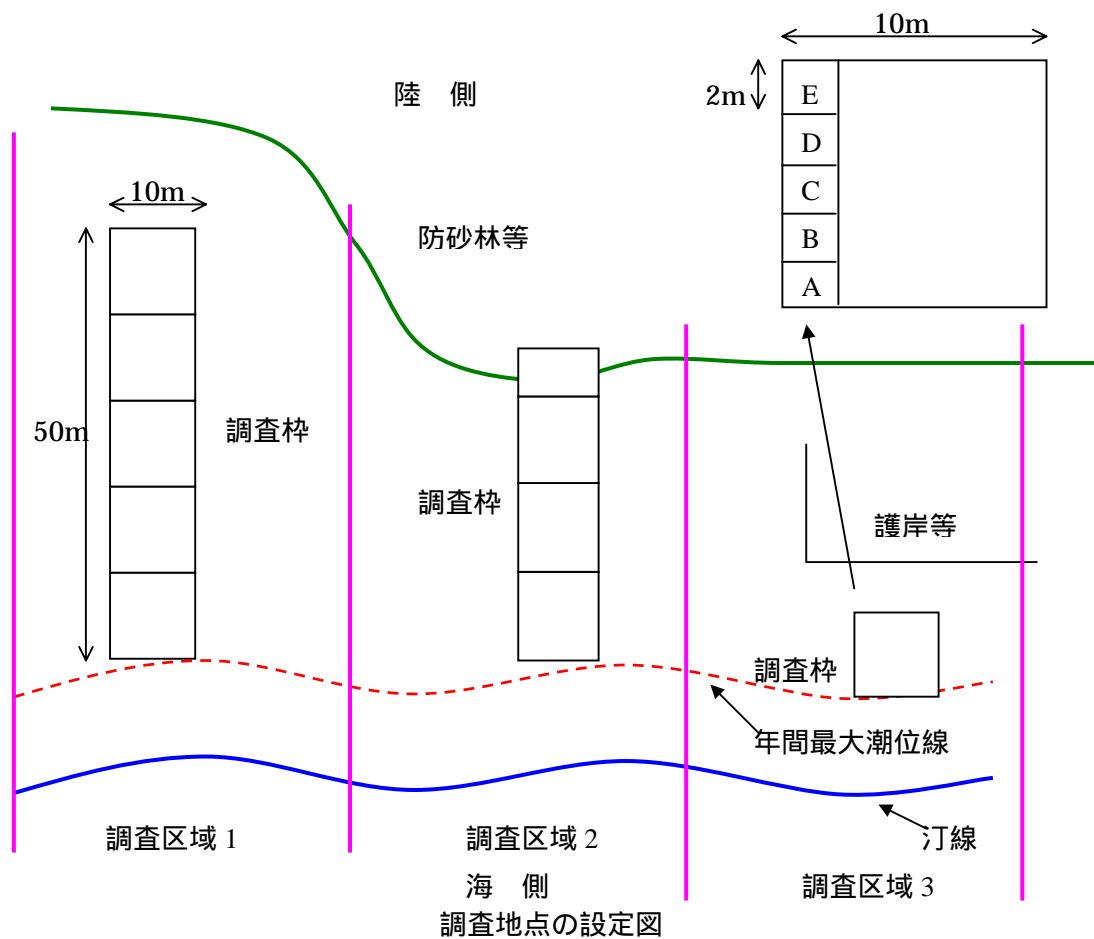 10m
陸 側
2m
E
D
C
B
A
10m
防砂林等
50m
調査枠
調査枠
護岸等
調査枠
年間最大潮位線
調査区域 1
調査区域 2
汀線
海 側
調査区域 3
調査地点の設定図